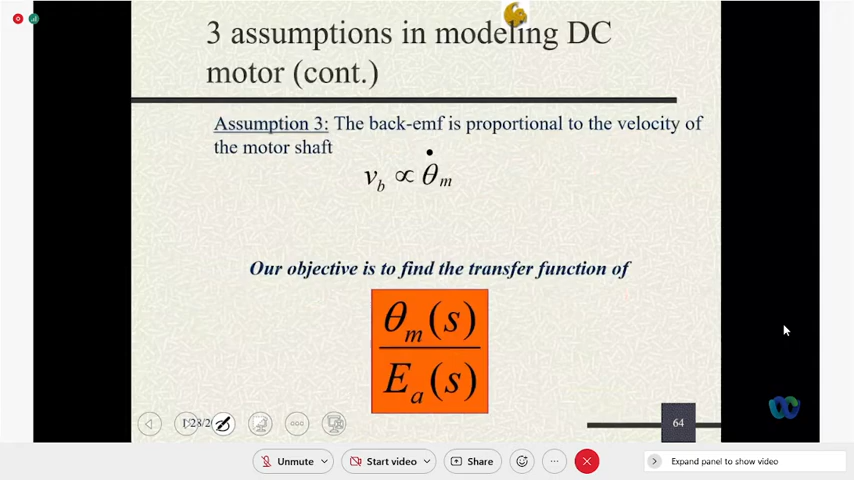 3 assumptions in modeling DC
motor (cont.)
Assumption 3: The back-emf is proportional to the velocity of
the motor shaft
v_b ∝ θ̇_m
Our objective is to find the transfer function of
θ_m(s)
E_a(s)
64
Unmute
Start video
Share
Expand panel to show video